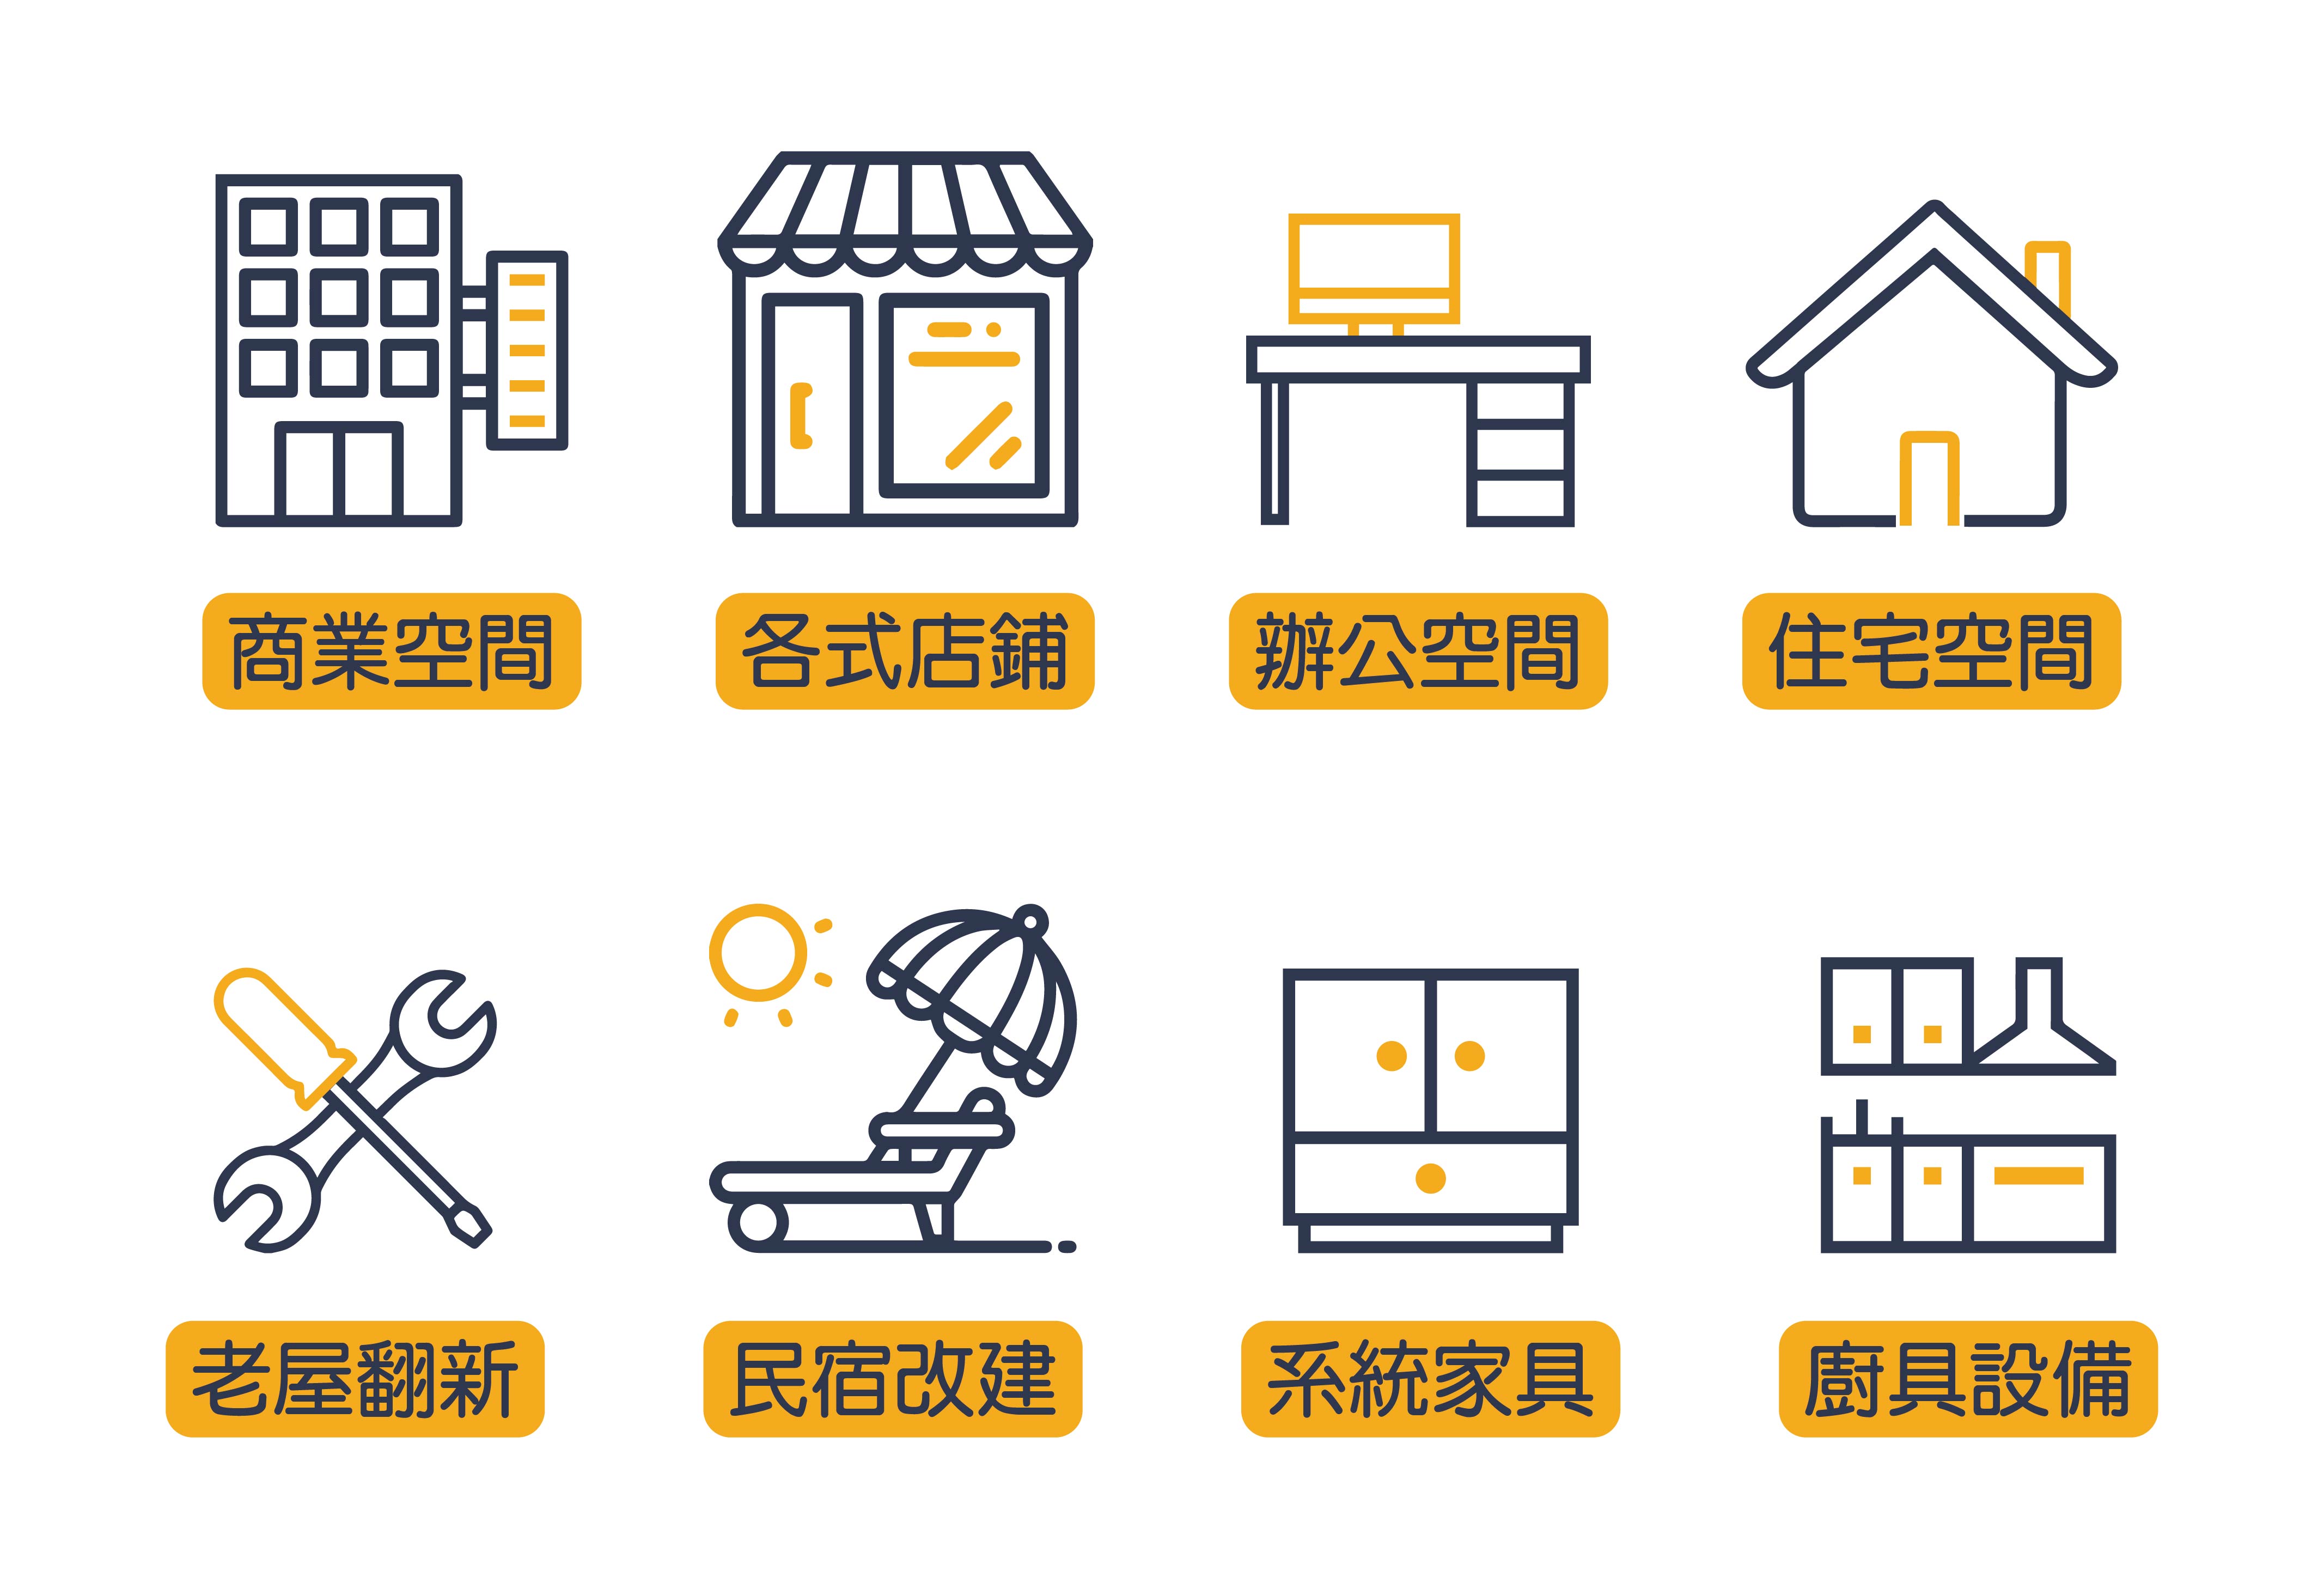 商業空間
各式店鋪
辦公空間
住宅空間
老屋翻新
民宿改建
系統家具
廚具設備